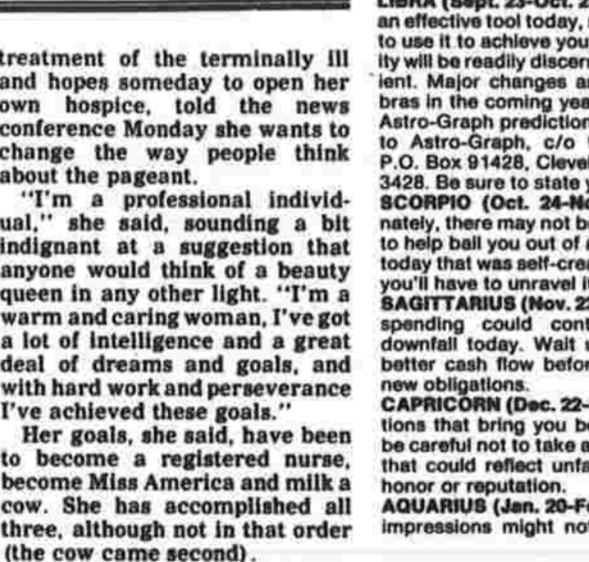 treatment of the terminally ill
and hopes someday to open her
own hospice, told the news
conference Monday she wants to
change the way people think
about the pageant.
"I'm a professional individ-
ual," she said, sounding a bit
indignant at a suggestion that
anyone would think of a beauty
queen in any other light. "I'm a
warm and caring woman, I've got
a lot of intelligence and a great
deal of dreams and goals, and
with hard work and perseverance
I've achieved these goals."
Her goals, she said, have been
to become a registered nurse,
become Miss America and milk a
cow. She has accomplished all
three, although not in that order
(the cow came second).
LIBRA (Sept. 23-Oct. 2
an effective tool today,
to use it to achieve you
ity will be readily discer
ient. Major changes a
bras in the coming yea
Astro-Graph prediction
to Astro-Graph, c/o
P.O. Box 91428, Cleve
3428. Be sure to state
SCORPIO (Oct. 24-No
nately, there may not b
to help bail you out of
today that was self-crea
you'll have to unravel i
SAGITTARIUS (Nov. 2
spending could cont
downfall today. Wait
better cash flow befor
new obligations.
CAPRICORN (Dec. 22-
tions that bring you b
be careful not to take a
that could reflect unfa
honor or reputation.
AQUARIUS (Jan. 20-F
impressions might no